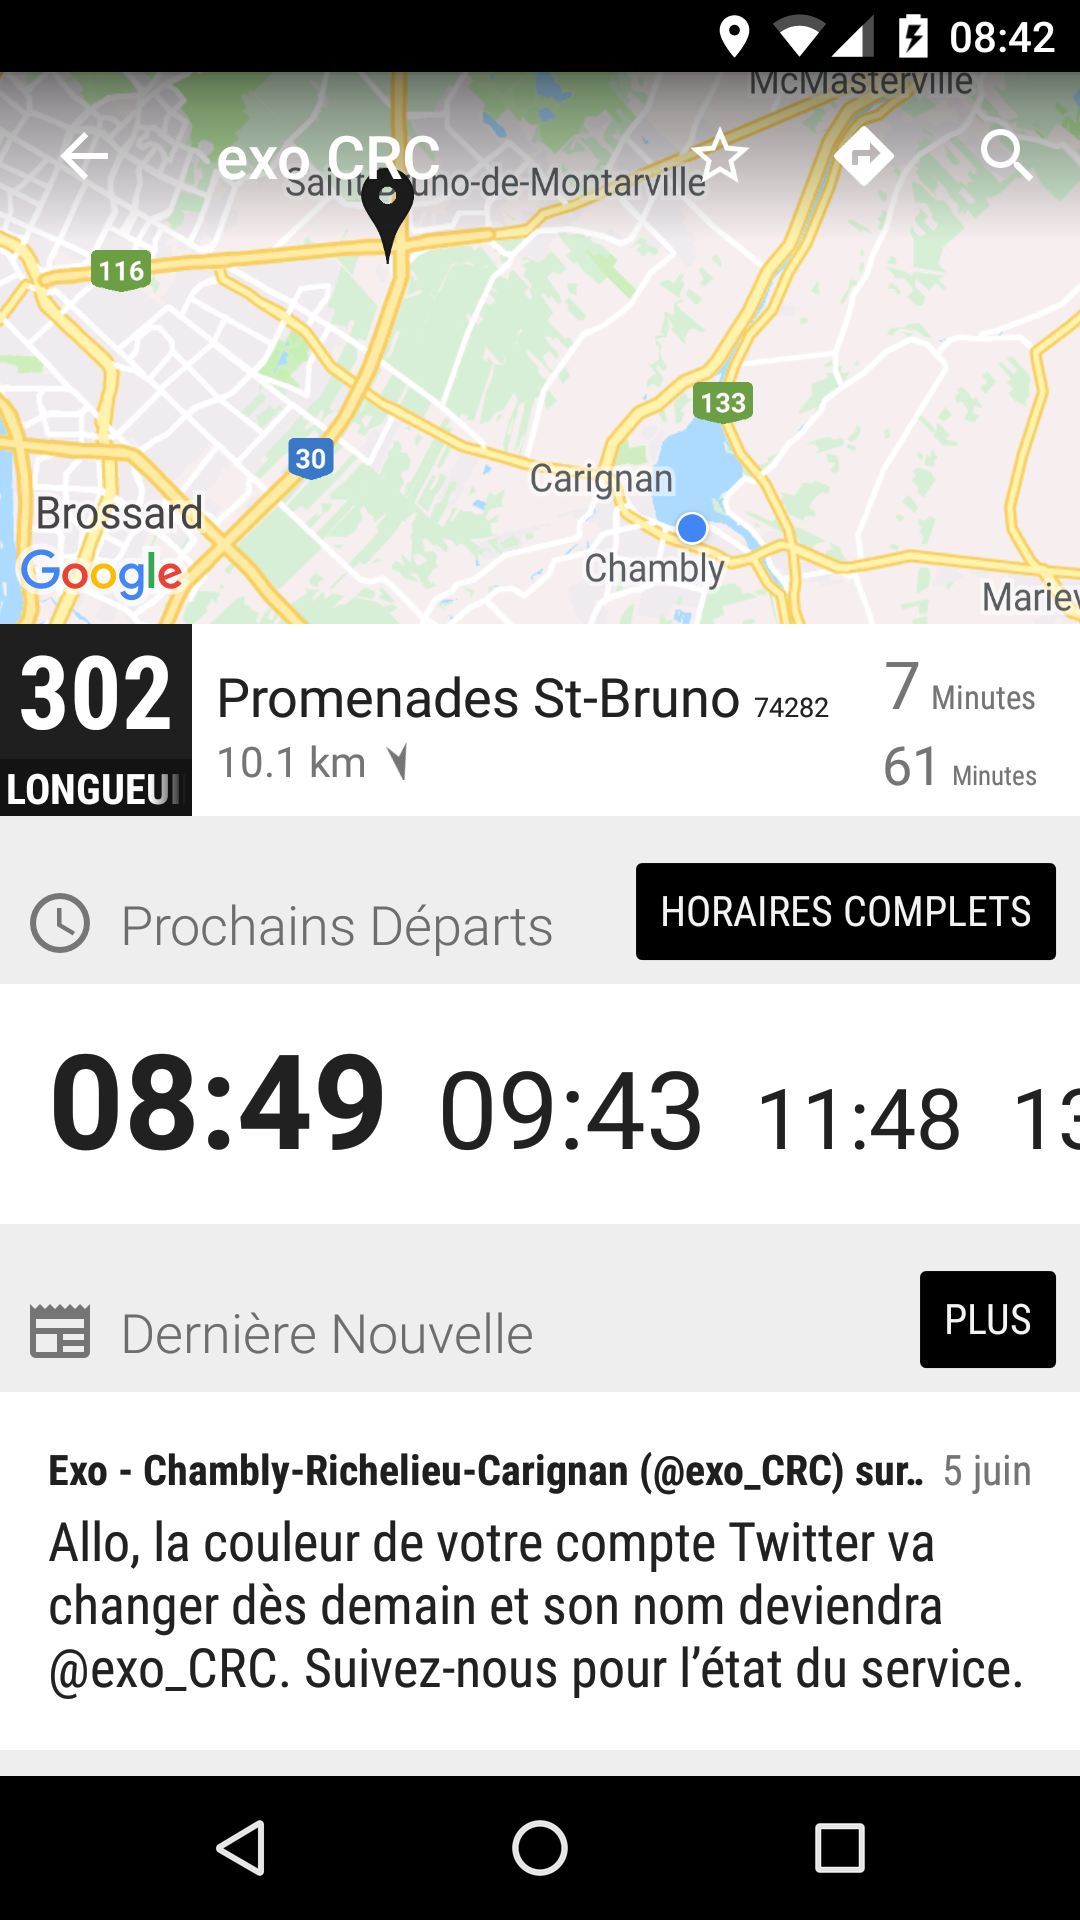 08:42
McMasterville
exo CRC
Saint-Bruno-de-Montarville
116
133
30
Carignan
Brossard
Google
Chambly
302
Promenades St-Bruno 74282
7 Minutes
10.1 km
61 Minutes
LONGUEUI
Prochains Départs
HORAIRES COMPLETS
08:49 09:43 11:48 13
Dernière Nouvelle
PLUS
Exo - Chambly-Richelieu-Carignan (@exo_CRC) sur.. 5 juin
Allo, la couleur de votre compte Twitter va
changer dès demain et son nom deviendra
@exo_CRC. Suivez-nous pour l’état du service.